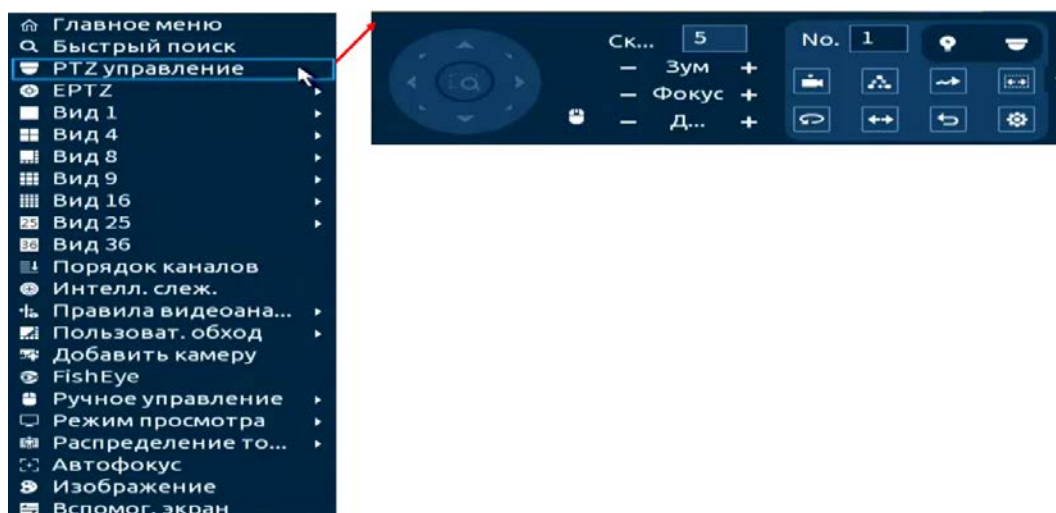 Главное меню
Быстрый поиск
PTZ управление
EPTZ
Вид 1
Вид 4
Вид 8
Вид 9
Вид 16
25 Вид 25
36 Вид 36
Порядок каналов
Интелл. слеж.
Правила видеоана...
Пользоват. обход
Добавить камеру
FishEye
Ручное управление
Режим просмотра
Распределение то...
Автофокус
Изображение
Вспомог. экран
Ск... 5
No. 1
– Зум +
– Фокус +
– Д... +